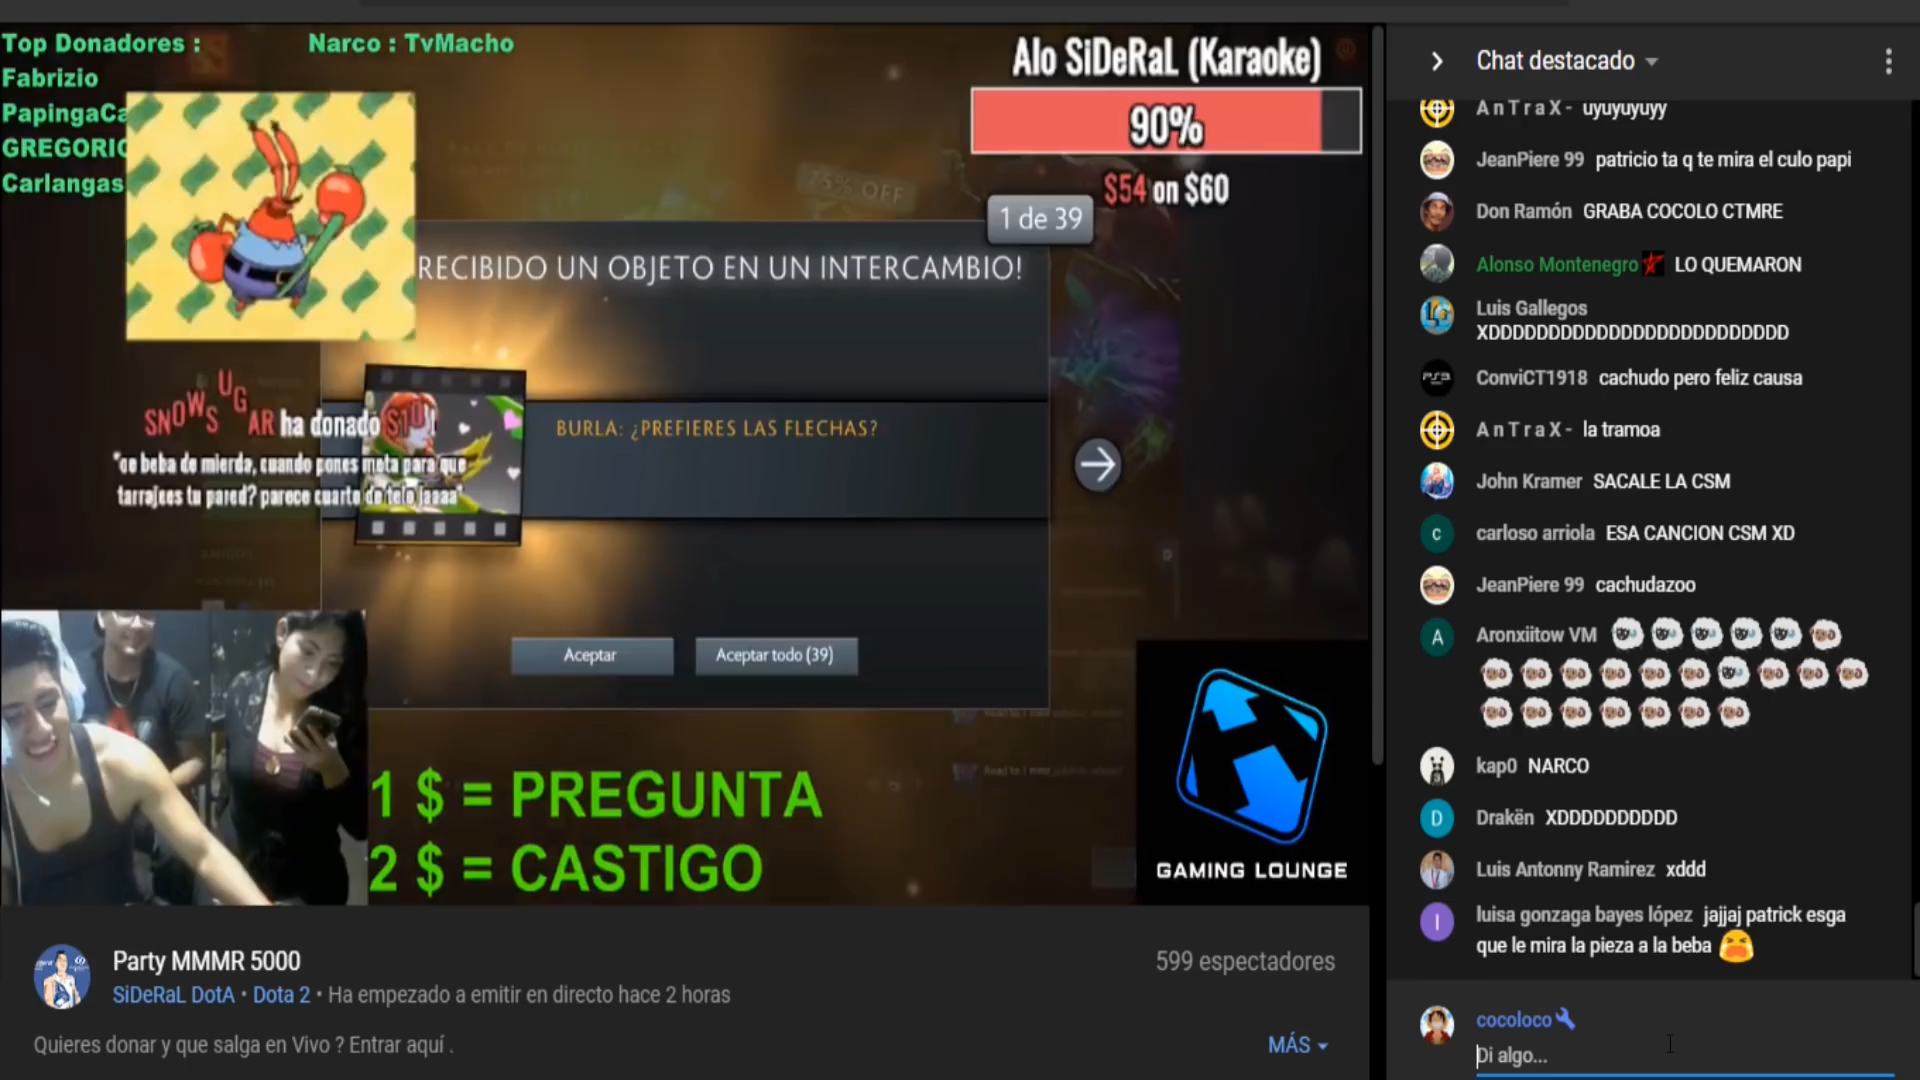 Top Donadores :
Narco : TvMacho
Fabrizio
PapingaCa
GREGORIO
Carlangas
Alo SiDeRaL (Karaoke)
90%
$54 on $60
75% OFF
1 de 39
RECIBIDO UN OBJETO EN UN INTERCAMBIO!
SNOWSUGAR ha donado $10!
"oe beba de mierda, cuando pones meta para que
tarrajees tu pared? parece cuarto de telo jaaaa"
BURLA: ¿PREFIERES LAS FLECHAS?
Aceptar
Aceptar todo (39)
1 $ = PREGUNTA
2 $ = CASTIGO
GAMING LOUNGE
Party MMMR 5000
599 espectadores
SiDeRaL DotA • Dota 2 • Ha empezado a emitir en directo hace 2 horas
Quieres donar y que salga en Vivo ? Entrar aquí .
MÁS
Chat destacado
A n T r a X - uyuyuyuyy
JeanPiere 99 patricio ta q te mira el culo papi
Don Ramón GRABA COCOLO CTMRE
Alonso Montenegro LO QUEMARON
Luis Gallegos
XDDDDDDDDDDDDDDDDDDDDDDDDD
ConviCT1918 cachudo pero feliz causa
A n T r a X - la tramoa
John Kramer SACALE LA CSM
carloso arriola ESA CANCION CSM XD
JeanPiere 99 cachudazoo
Aronxiitow VM
kap0 NARCO
Drakën XDDDDDDDDDD
Luis Antonny Ramirez xddd
luisa gonzaga bayes lópez jajjaj patrick esga
que le mira la pieza a la beba
cocoloco
Di algo...